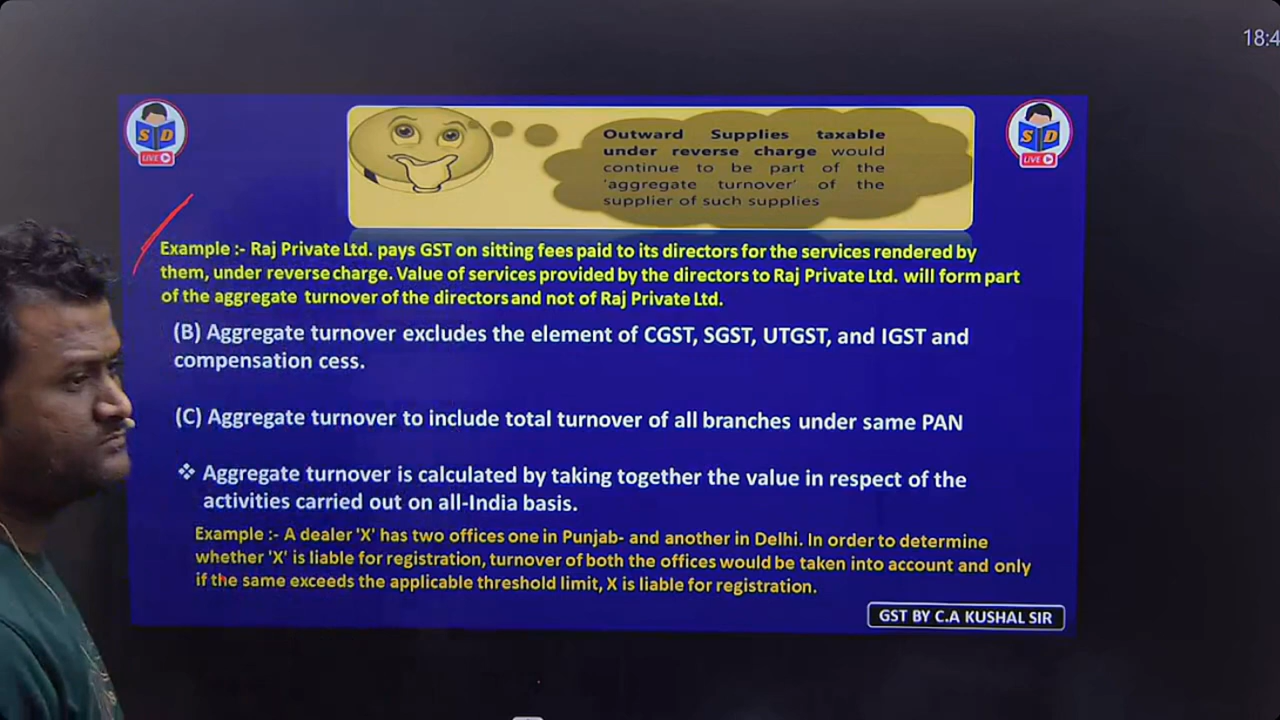 18:4
S D
LIVE
S D
LIVE
Outward Supplies taxable
under reverse charge would
continue to be part of the
'aggregate turnover' of the
supplier of such supplies
Example :- Raj Private Ltd. pays GST on sitting fees paid to its directors for the services rendered by
them, under reverse charge. Value of services provided by the directors to Raj Private Ltd. will form part
of the aggregate turnover of the directors and not of Raj Private Ltd.
(B) Aggregate turnover excludes the element of CGST, SGST, UTGST, and IGST and
compensation cess.
(C) Aggregate turnover to include total turnover of all branches under same PAN
❖ Aggregate turnover is calculated by taking together the value in respect of the
activities carried out on all-India basis.
Example :- A dealer 'X' has two offices one in Punjab- and another in Delhi. In order to determine
whether 'X' is liable for registration, turnover of both the offices would be taken into account and only
if the same exceeds the applicable threshold limit, X is liable for registration.
GST BY C.A KUSHAL SIR